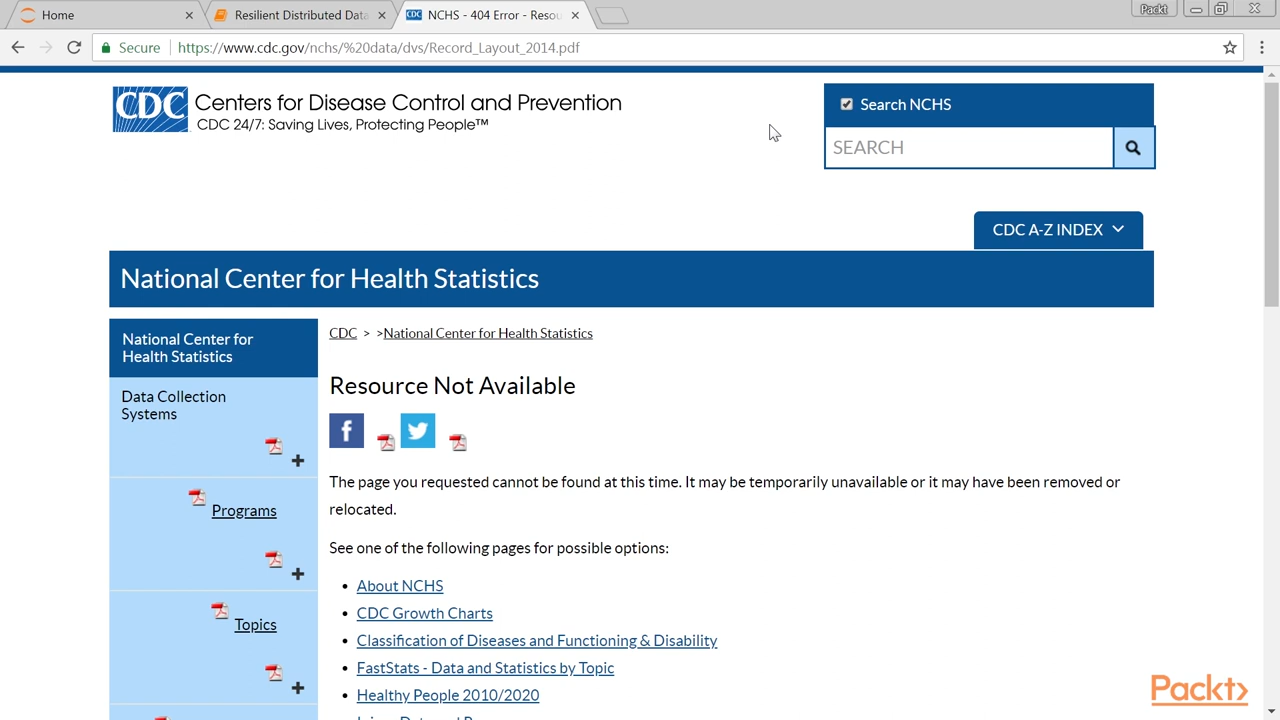 Home
Resilient Distributed Data
NCHS - 404 Error - Resou
Packt
Secure
https://www.cdc.gov/nchs/%20data/dvs/Record_Layout_2014.pdf
CDC
Centers for Disease Control and Prevention
CDC 24/7: Saving Lives, Protecting People™
Search NCHS
SEARCH
CDC A-Z INDEX
National Center for Health Statistics
National Center for
Health Statistics
Data Collection
Systems
Programs
Topics
CDC > >National Center for Health Statistics
Resource Not Available
The page you requested cannot be found at this time. It may be temporarily unavailable or it may have been removed or
relocated.
See one of the following pages for possible options:
• About NCHS
• CDC Growth Charts
• Classification of Diseases and Functioning & Disability
• FastStats - Data and Statistics by Topic
• Healthy People 2010/2020
Packt>